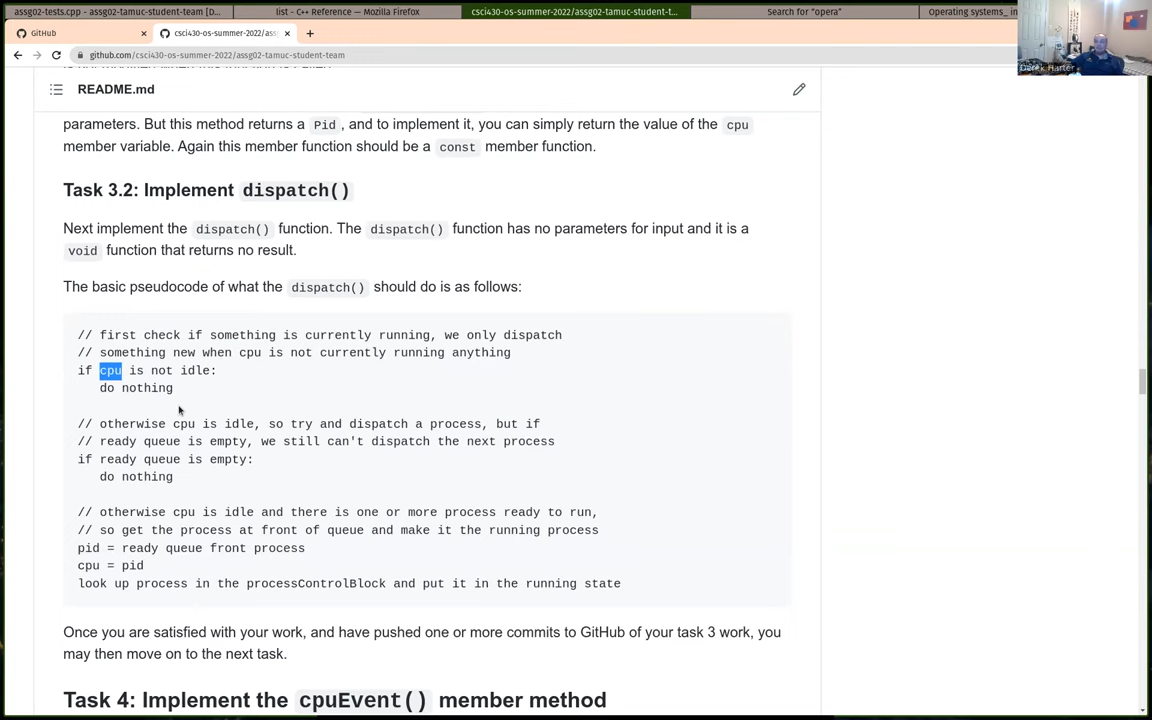 assg02-tests.cpp - assg02-tamuc-student-team [D...
list - C++ Reference — Mozilla Firefox
csci430-os-summer-2022/assg02-tamuc-student-t...
Search for "opera"
Operating systems_ in
GitHub
csci430-os-summer-2022/ass
github.com/csci430-os-summer-2022/assg02-tamuc-student-team
Derek Harter
README.md
parameters. But this method returns a Pid, and to implement it, you can simply return the value of the cpu
member variable. Again this member function should be a const member function.
Task 3.2: Implement dispatch()
Next implement the dispatch() function. The dispatch() function has no parameters for input and it is a
void function that returns no result.
The basic pseudocode of what the dispatch() should do is as follows:
// first check if something is currently running, we only dispatch
// something new when cpu is not currently running anything
if cpu is not idle:
do nothing
// otherwise cpu is idle, so try and dispatch a process, but if
// ready queue is empty, we still can't dispatch the next process
if ready queue is empty:
do nothing
// otherwise cpu is idle and there is one or more process ready to run,
// so get the process at front of queue and make it the running process
pid = ready queue front process
cpu = pid
look up process in the processControlBlock and put it in the running state
Once you are satisfied with your work, and have pushed one or more commits to GitHub of your task 3 work, you
may then move on to the next task.
Task 4: Implement the cpuEvent() member method